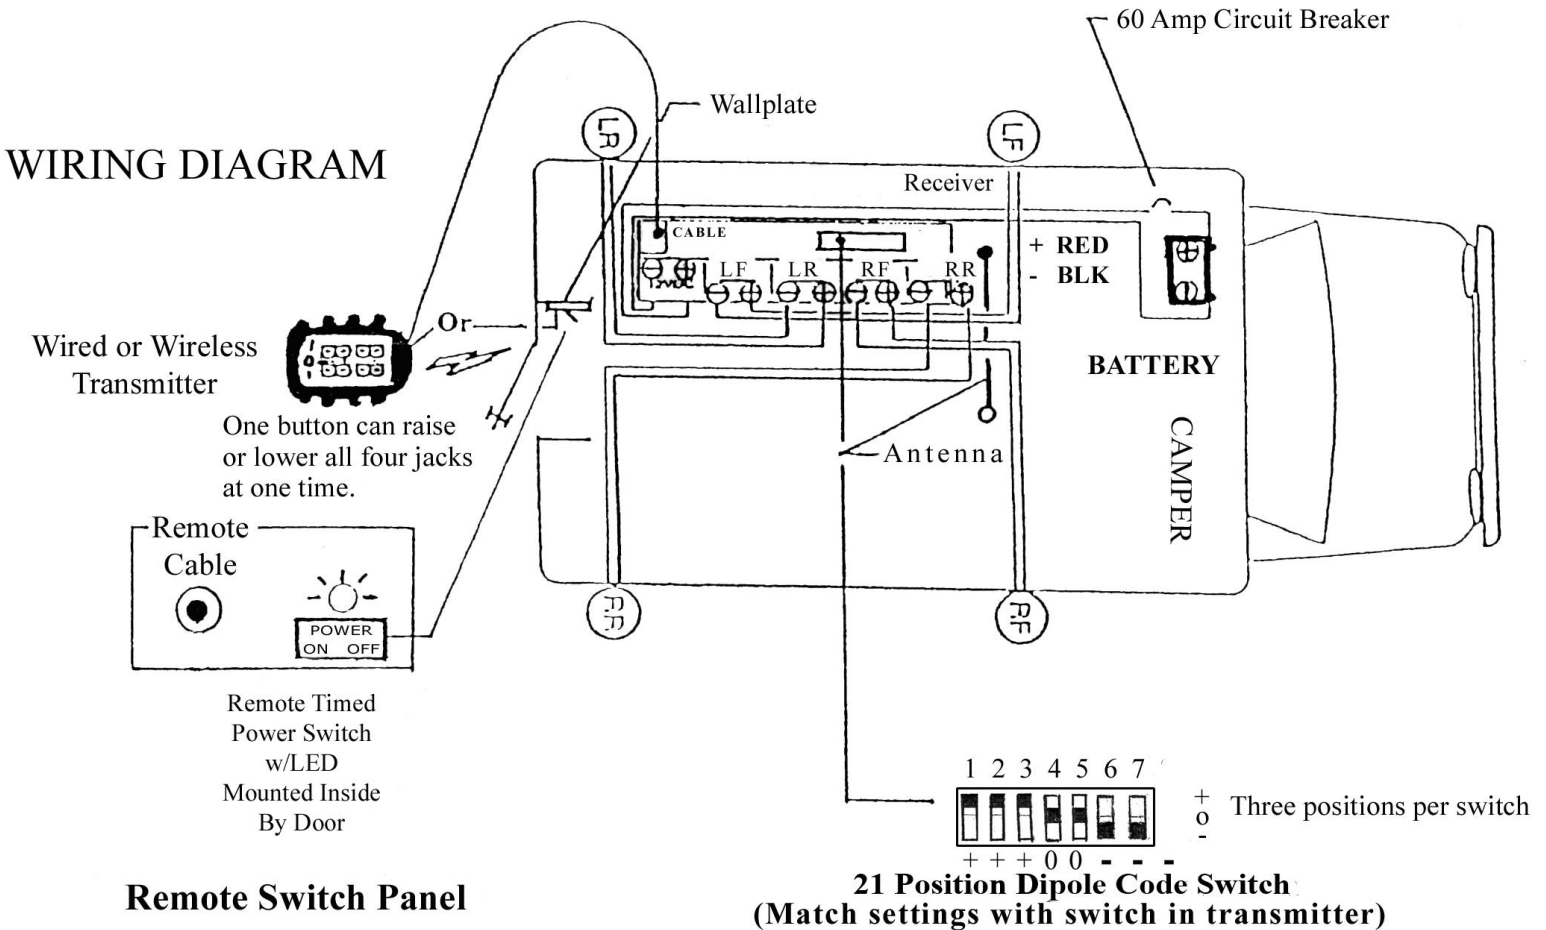 60 Amp Circuit Breaker
Wallplate
WIRING DIAGRAM
LR
LF
Receiver
CABLE
+ RED
- BLK
12VDC
LF LR RF RR
Or
Wired or Wireless
Transmitter
BATTERY
One button can raise
or lower all four jacks
at one time.
Antenna
CAMPER
Remote
Cable
POWER
ON OFF
RR
RF
Remote Timed
Power Switch
w/LED
Mounted Inside
By Door
1 2 3 4 5 6 7
+
o
-
Three positions per switch
+ + + 0 0 - - -
21 Position Dipole Code Switch
(Match settings with switch in transmitter)
Remote Switch Panel